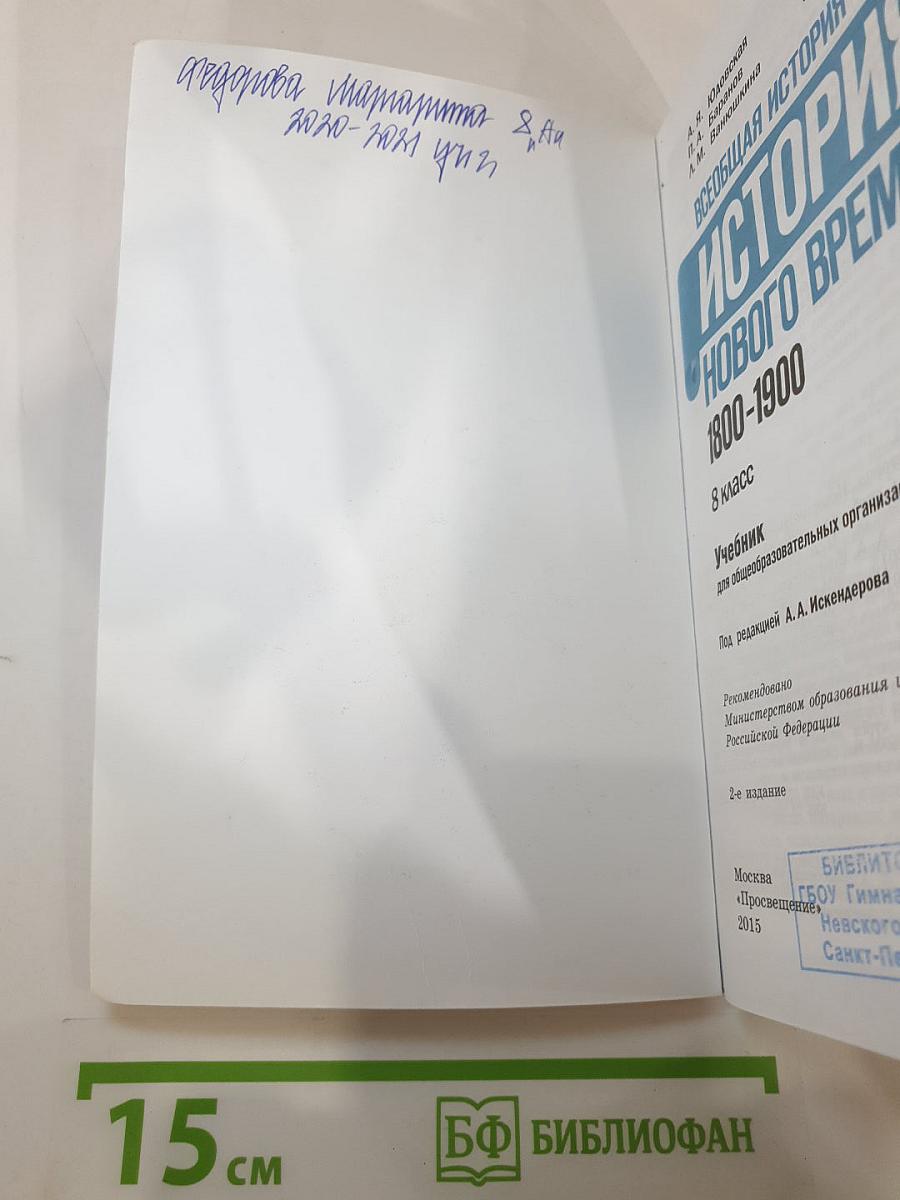 Федорова Маргарита 8 "А"
2020-2021 уч г
А. Я. Юдовская
П. А. Баранов
Л. М. Ванюшкина
ВСЕОБЩАЯ ИСТОРИЯ
ИСТОРИЯ
НОВОГО ВРЕМ
1800-1900
8 класс
Учебник
для общеобразовательных организа
Под редакцией А. А. Искендерова
Рекомендовано
Министерством образования и
Российской Федерации
2-е издание
Москва
«Просвещение»
2015
БИБЛИОТ
ГБОУ Гимна
Невского
Санкт-Пе
15 см
БФ БИБЛИОФАН